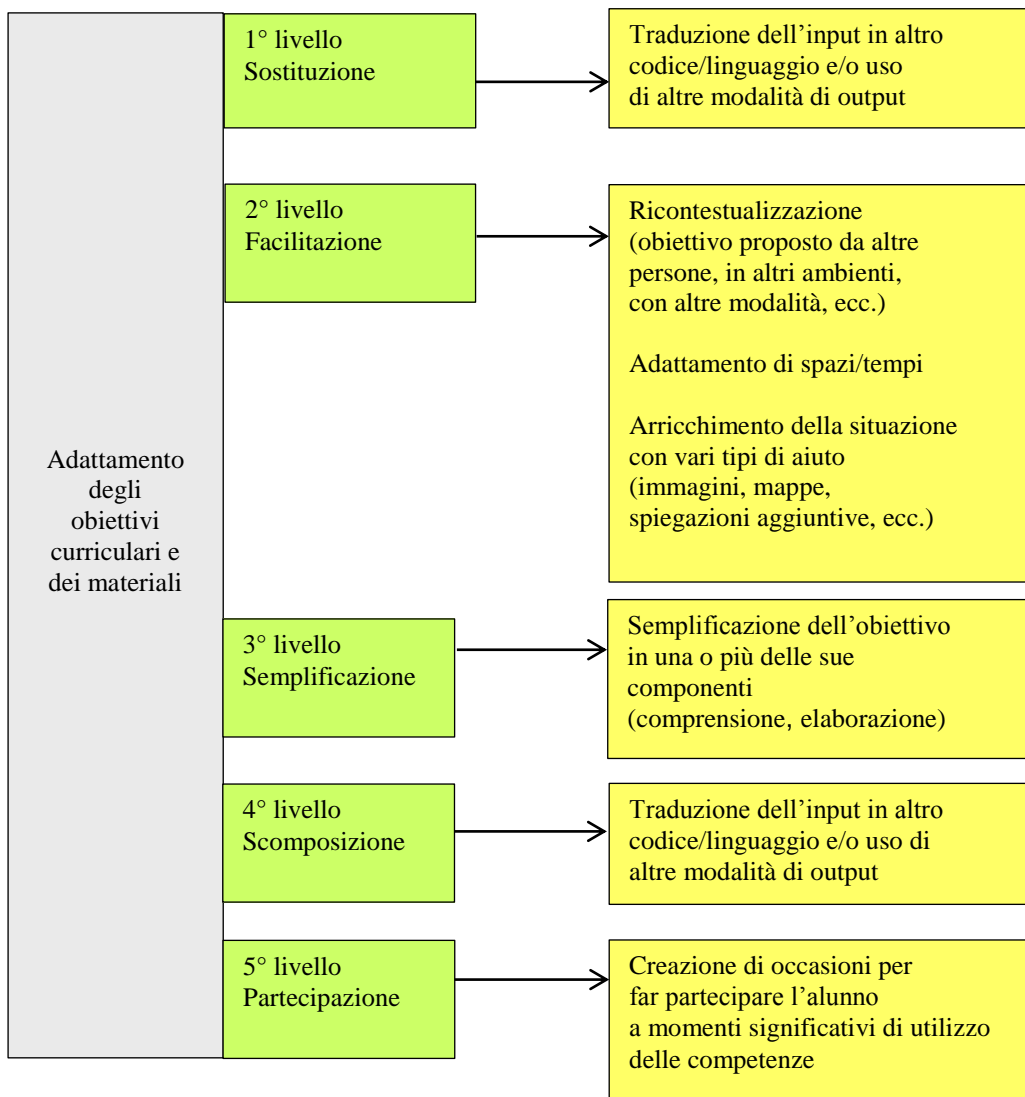 Adattamento
degli
obiettivi
curriculari e
dei materiali
1° livello
Sostituzione
Traduzione dell’input in altro
codice/linguaggio e/o uso
di altre modalità di output
2° livello
Facilitazione
Ricontestualizzazione
(obiettivo proposto da altre
persone, in altri ambienti,
con altre modalità, ecc.)
Adattamento di spazi/tempi
Arricchimento della situazione
con vari tipi di aiuto
(immagini, mappe,
spiegazioni aggiuntive, ecc.)
3° livello
Semplificazione
Semplificazione dell’obiettivo
in una o più delle sue
componenti
(comprensione, elaborazione)
4° livello
Scomposizione
Traduzione dell’input in altro
codice/linguaggio e/o uso di
altre modalità di output
5° livello
Partecipazione
Creazione di occasioni per
far partecipare l’alunno
a momenti significativi di utilizzo
delle competenze